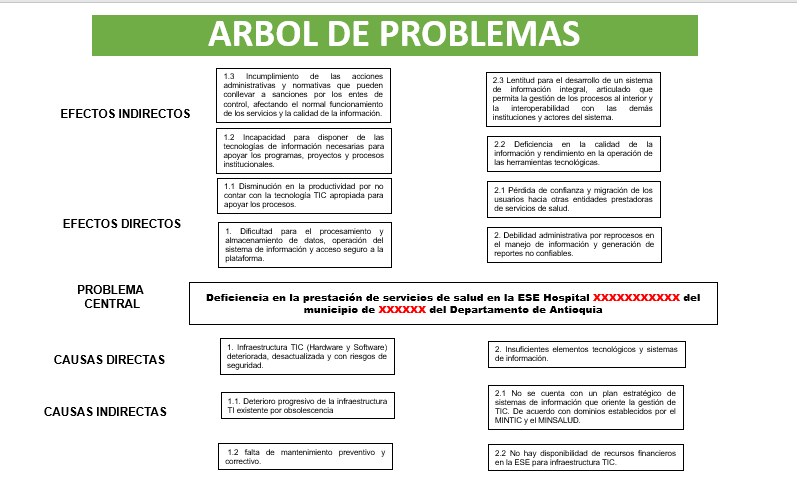 ARBOL DE PROBLEMAS
EFECTOS INDIRECTOS
1.3 Incumplimiento de las acciones
administrativas y normativas que pueden
conllevar a sanciones por los entes de
control, afectando el normal funcionamiento
de los servicios y la calidad de la información.
2.3 Lentitud para el desarrollo de un sistema
de información integral, articulado que
permita la gestión de los procesos al interior y
la interoperabilidad con las demás
instituciones y actores del sistema.
1.2 Incapacidad para disponer de las
tecnologías de información necesarias para
apoyar los programas, proyectos y procesos
institucionales.
2.2 Deficiencia en la calidad de la
información y rendimiento en la operación de
las herramientas tecnológicas.
EFECTOS DIRECTOS
1.1 Disminución en la productividad por no
contar con la tecnología TIC apropiada para
apoyar los procesos.
2.1 Pérdida de confianza y migración de los
usuarios hacia otras entidades prestadoras
de servicios de salud.
1. Dificultad para el procesamiento y
almacenamiento de datos, operación del
sistema de información y acceso seguro a la
plataforma.
2. Debilidad administrativa por reprocesos en
el manejo de información y generación de
reportes no confiables.
PROBLEMA
CENTRAL
Deficiencia en la prestación de servicios de salud en la ESE Hospital XXXXXXXXXXX del
municipio de XXXXXX del Departamento de Antioquia
CAUSAS DIRECTAS
1. Infraestructura TIC (Hardware y Software)
deteriorada, desactualizada y con riesgos de
seguridad.
2. Insuficientes elementos tecnológicos y sistemas
de información.
CAUSAS INDIRECTAS
1.1. Deterioro progresivo de la infraestructura
TI existente por obsolescencia
2.1 No se cuenta con un plan estratégico de
sistemas de información que oriente la gestión de
TIC. De acuerdo con dominios establecidos por el
MINTIC y el MINSALUD.
1.2 falta de mantenimiento preventivo y
correctivo.
2.2 No hay disponibilidad de recursos financieros
en la ESE para infraestructura TIC.